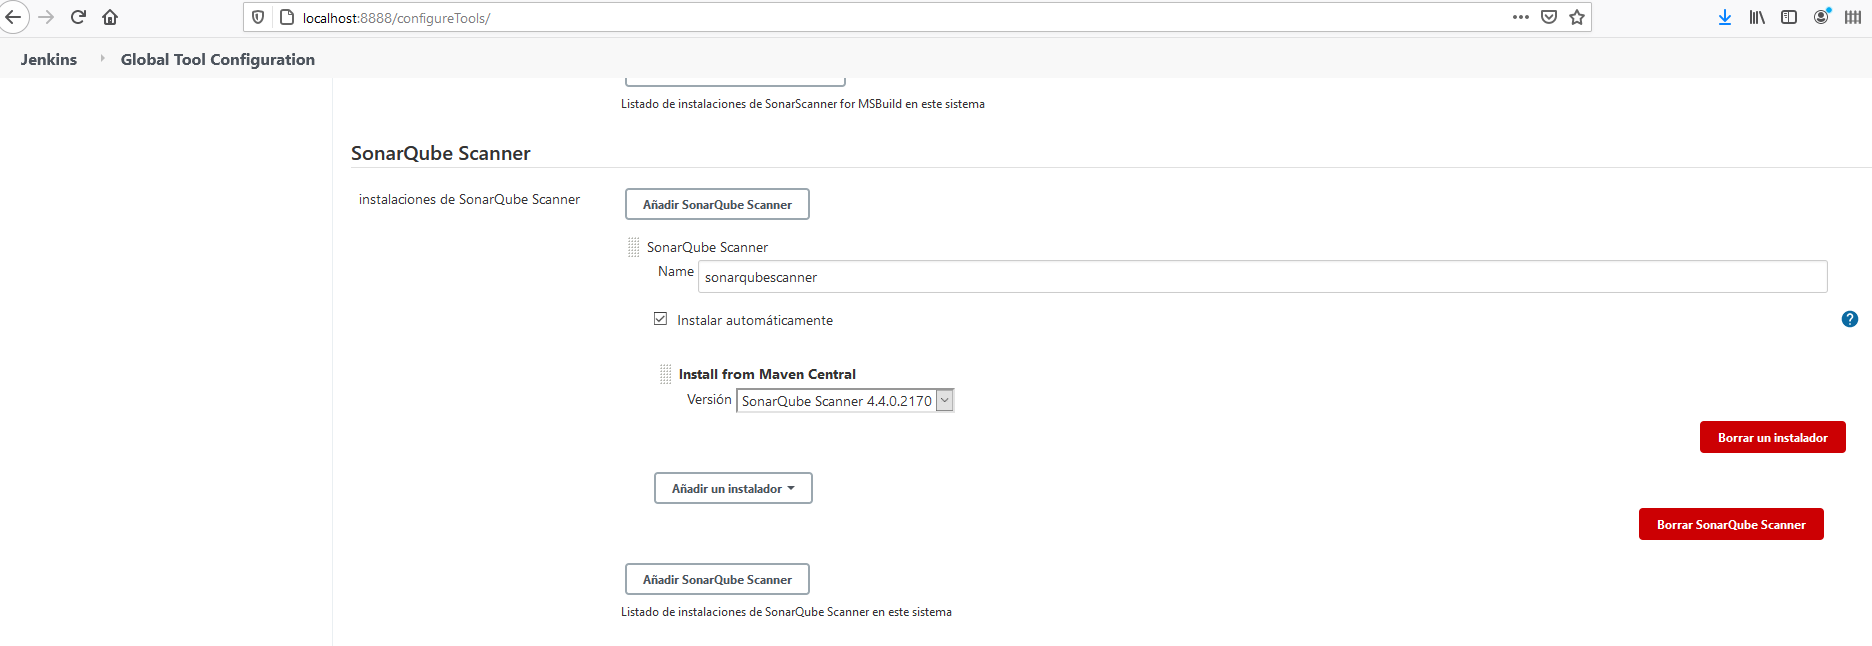 localhost:8888/configureTools/
Jenkins Global Tool Configuration
Listado de instalaciones de SonarScanner for MSBuild en este sistema
SonarQube Scanner
instalaciones de SonarQube Scanner
Añadir SonarQube Scanner
SonarQube Scanner
Name sonarqubescanner
Instalar automáticamente
?
Install from Maven Central
Versión SonarQube Scanner 4.4.0.2170
Borrar un instalador
Añadir un instalador
Borrar SonarQube Scanner
Añadir SonarQube Scanner
Listado de instalaciones de SonarQube Scanner en este sistema